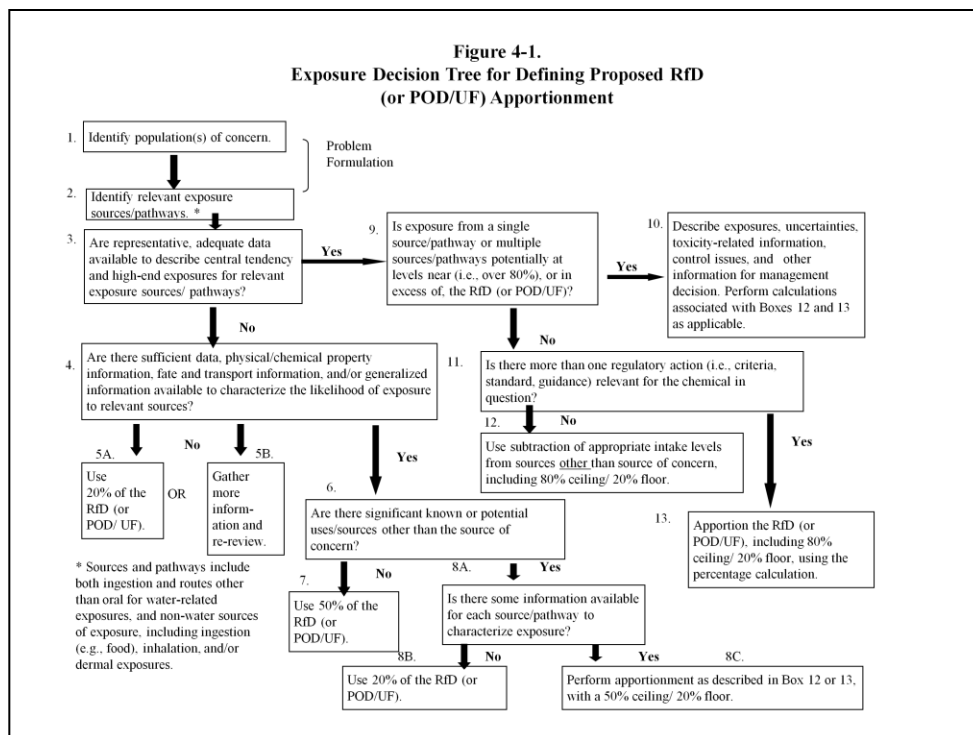 Figure 4-1.
Exposure Decision Tree for Defining Proposed RfD
(or POD/UF) Apportionment
1.
Identify population(s) of concern.
Problem
Formulation
2.
Identify relevant exposure
sources/pathways. *
3.
Are representative, adequate data
available to describe central tendency
and high-end exposures for relevant
exposure sources/ pathways?
Yes
9.
Is exposure from a single
source/pathway or multiple
sources/pathways potentially at
levels near (i.e., over 80%), or in
excess of, the RfD (or POD/UF)?
Yes
10.
Describe exposures, uncertainties,
toxicity-related information,
control issues, and other
information for management
decision. Perform calculations
associated with Boxes 12 and 13
as applicable.
No
No
4.
Are there sufficient data, physical/chemical property
information, fate and transport information, and/or generalized
information available to characterize the likelihood of exposure
to relevant sources?
11.
Is there more than one regulatory action (i.e., criteria,
standard, guidance) relevant for the chemical in
question?
No
12.
Use subtraction of appropriate intake levels
from sources other than source of concern,
including 80% ceiling/ 20% floor.
Yes
13.
Apportion the RfD (or
POD/UF), including 80%
ceiling/ 20% floor, using the
percentage calculation.
No
5A.
Use
20% of the
RfD (or
POD/ UF).
OR
5B.
Gather
more
inform-
ation and
re-review.
Yes
6.
Are there significant known or potential
uses/sources other than the source of
concern?
No
7.
Use 50% of the
RfD (or
POD/UF).
8A.
Yes
Is there some information available
for each source/pathway to
characterize exposure?
8B.
No
Use 20% of the RfD (or
POD/UF).
Yes
8C.
Perform apportionment as described in Box 12 or 13,
with a 50% ceiling/ 20% floor.
* Sources and pathways include
both ingestion and routes other
than oral for water-related
exposures, and non-water sources
of exposure, including ingestion
(e.g., food), inhalation, and/or
dermal exposures.